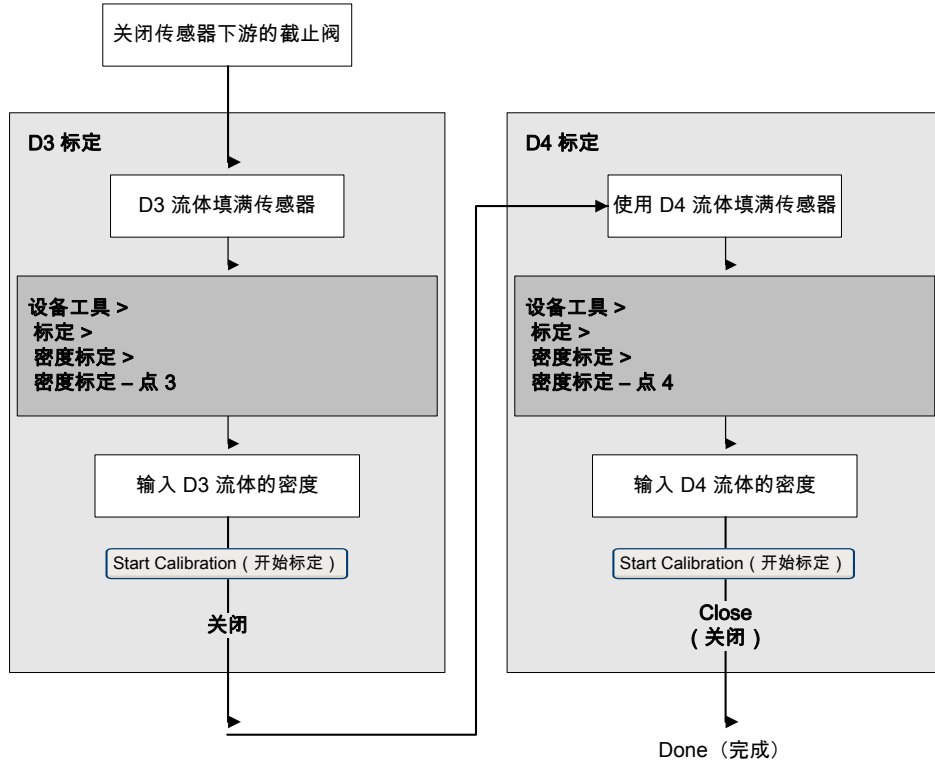 关闭传感器下游的截止阀
D3 标定
D3 流体填满传感器
设备工具 >
标定 >
密度标定 >
密度标定 – 点 3
输入 D3 流体的密度
Start Calibration（开始标定）
关闭
D4 标定
使用 D4 流体填满传感器
设备工具 >
标定 >
密度标定 >
密度标定 – 点 4
输入 D4 流体的密度
Start Calibration（开始标定）
Close
（关闭）
Done（完成）